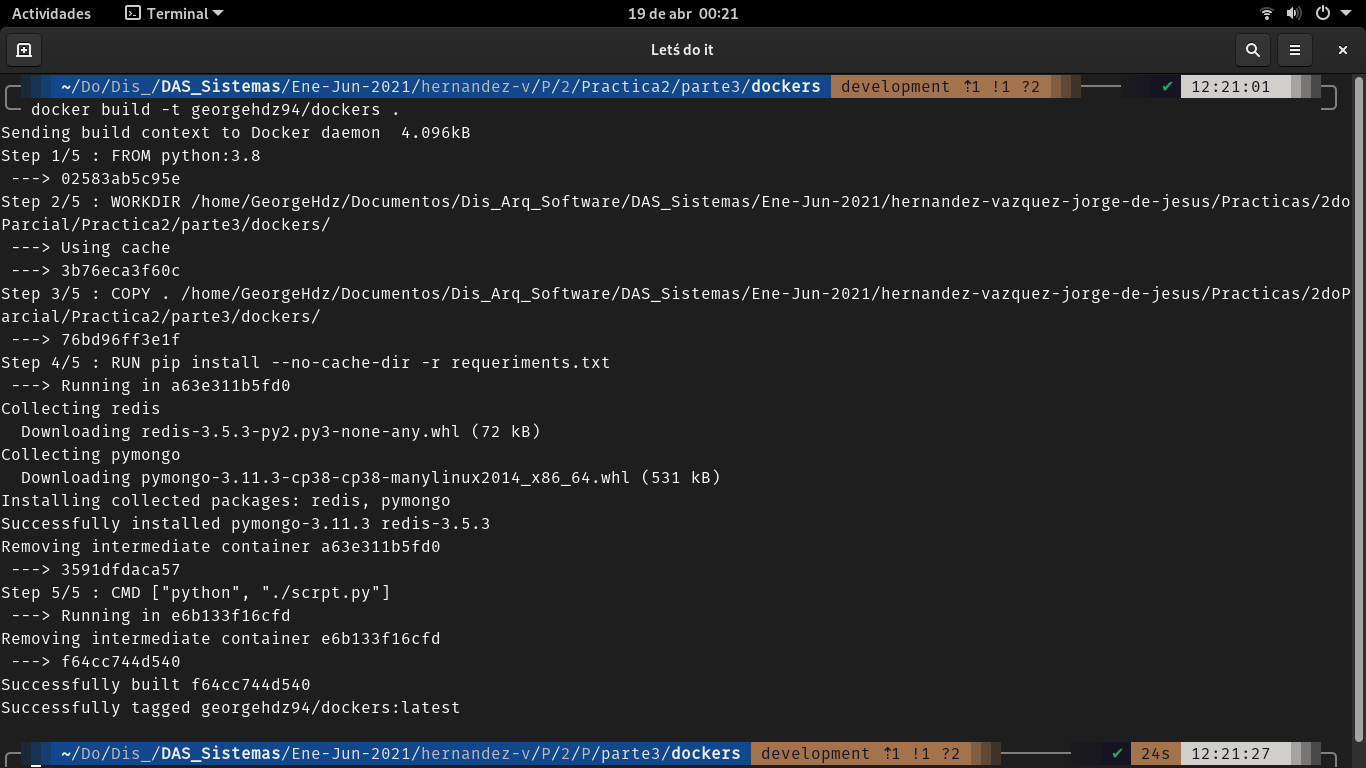 Actividades Terminal 19 de abr 00:21
Letś do it
~/Do/Dis_/DAS_Sistemas/Ene-Jun-2021/hernandez-v/P/2/Practica2/parte3/dockers development ⇡1 !1 ?2 ✔ 12:21:01
docker build -t georgehdz94/dockers .
Sending build context to Docker daemon  4.096kB
Step 1/5 : FROM python:3.8
 ---> 02583ab5c95e
Step 2/5 : WORKDIR /home/GeorgeHdz/Documentos/Dis_Arq_Software/DAS_Sistemas/Ene-Jun-2021/hernandez-vazquez-jorge-de-jesus/Practicas/2do
Parcial/Practica2/parte3/dockers/
 ---> Using cache
 ---> 3b76eca3f60c
Step 3/5 : COPY . /home/GeorgeHdz/Documentos/Dis_Arq_Software/DAS_Sistemas/Ene-Jun-2021/hernandez-vazquez-jorge-de-jesus/Practicas/2doP
arcial/Practica2/parte3/dockers/
 ---> 76bd96ff3e1f
Step 4/5 : RUN pip install --no-cache-dir -r requeriments.txt
 ---> Running in a63e311b5fd0
Collecting redis
  Downloading redis-3.5.3-py2.py3-none-any.whl (72 kB)
Collecting pymongo
  Downloading pymongo-3.11.3-cp38-cp38-manylinux2014_x86_64.whl (531 kB)
Installing collected packages: redis, pymongo
Successfully installed pymongo-3.11.3 redis-3.5.3
Removing intermediate container a63e311b5fd0
 ---> 3591dfdaca57
Step 5/5 : CMD ["python", "./scrpt.py"]
 ---> Running in e6b133f16cfd
Removing intermediate container e6b133f16cfd
 ---> f64cc744d540
Successfully built f64cc744d540
Successfully tagged georgehdz94/dockers:latest
~/Do/Dis_/DAS_Sistemas/Ene-Jun-2021/hernandez-v/P/2/P/parte3/dockers development ⇡1 !1 ?2 ✔ 24s 12:21:27